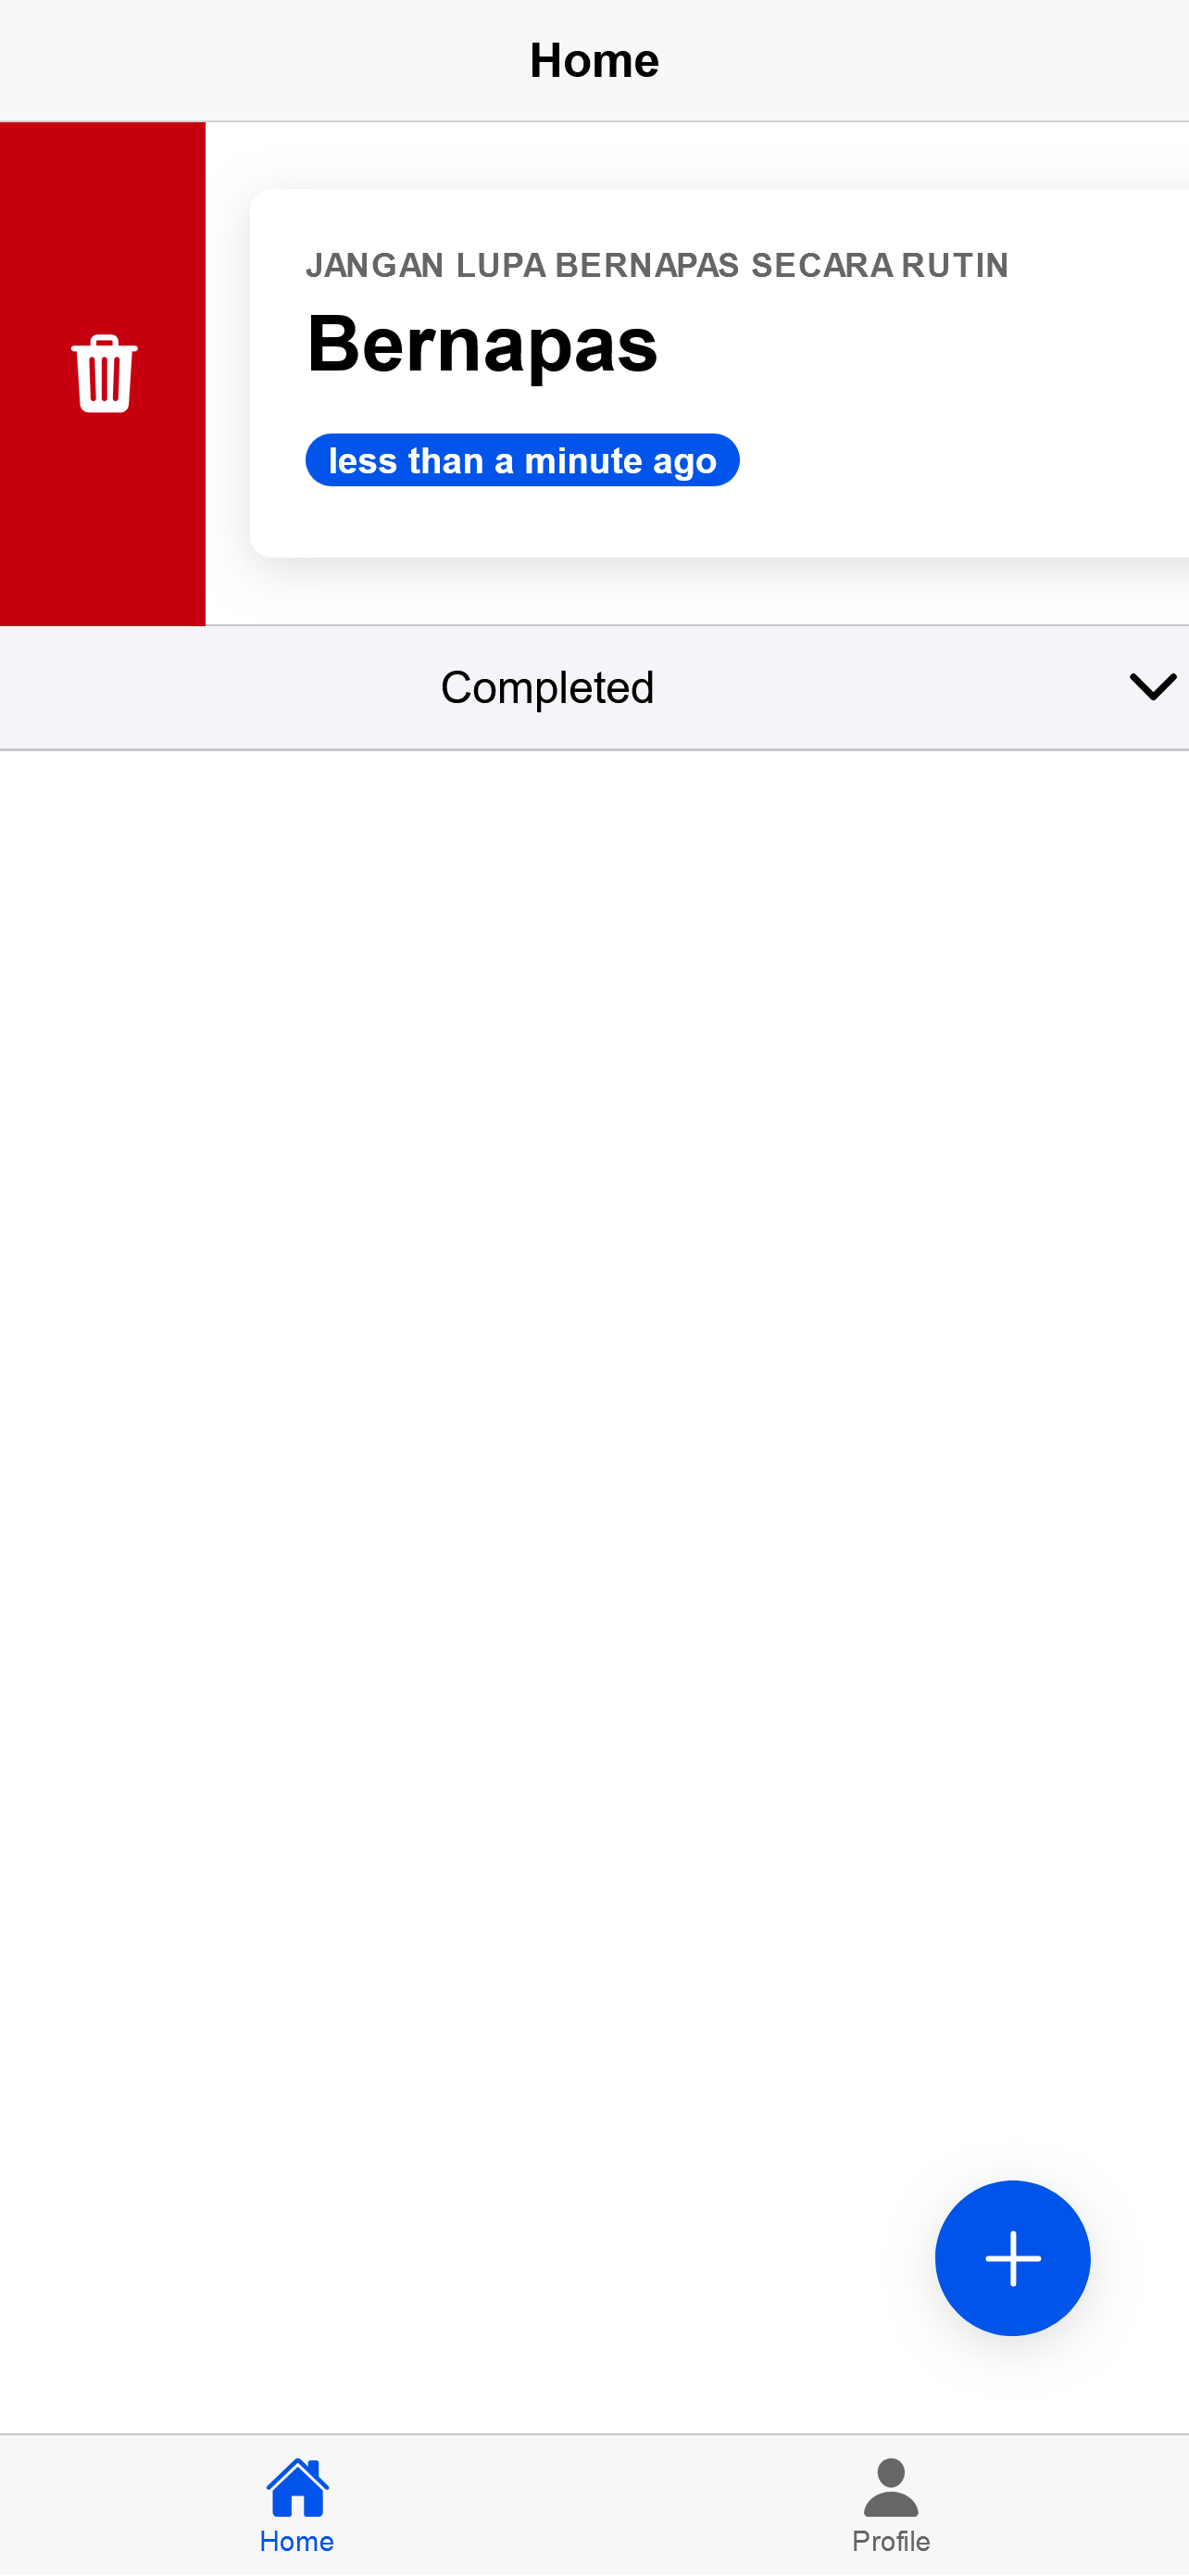 Home
JANGAN LUPA BERNAPAS SECARA RUTIN
Bernapas
less than a minute ago
Completed
Home
Profile